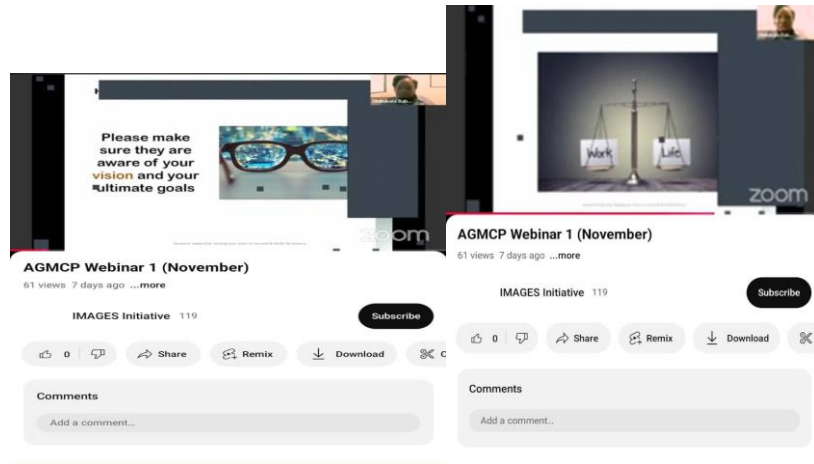 Please make
sure they are
aware of your
vision and your
ultimate goals
zoom
AGMCP Webinar 1 (November)
61 views 7 days ago ...more
IMAGES Initiative 119
Subscribe
0
Share
Remix
Download
Comments
Add a comment...
Work
Life
zoom
AGMCP Webinar 1 (November)
61 views 7 days ago ...more
IMAGES Initiative 119
Subscribe
0
Share
Remix
Download
Comments
Add a comment...